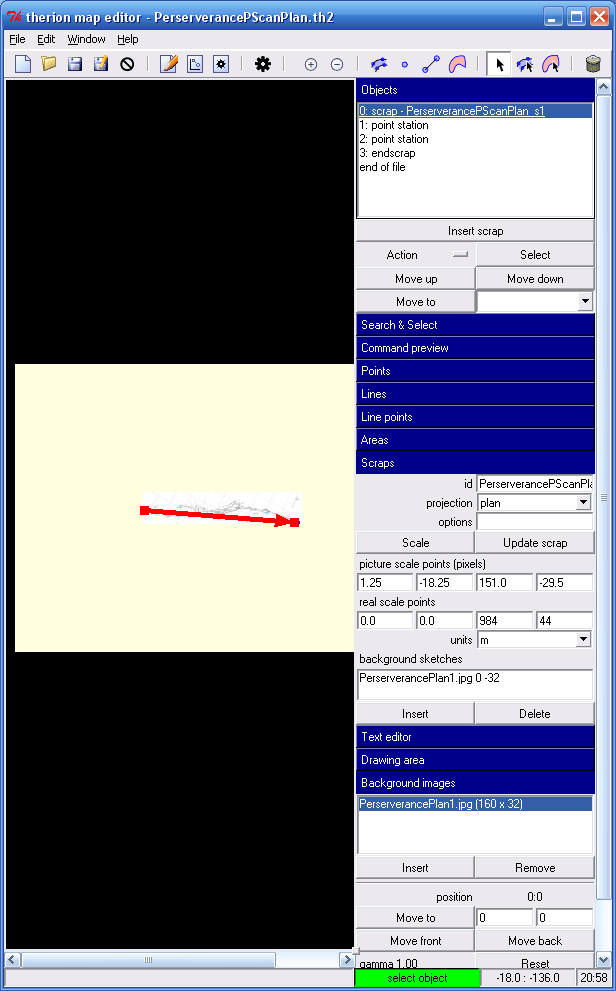 therion map editor - PerserverancePScanPlan.th2
File Edit Window Help
Objects
0: scrap - PerserverancePScanPlan_s1
1: point station
2: point station
3: endscrap
end of file
Insert scrap
Action Select
Move up Move down
Move to
Search & Select
Command preview
Points
Lines
Line points
Areas
Scraps
id PerserverancePScanPla
projection plan
options
Scale Update scrap
picture scale points (pixels)
1.25 -18.25 151.0 -29.5
real scale points
0.0 0.0 984 44
units m
background sketches
PerserverancePlan1.jpg 0 -32
Insert Delete
Text editor
Drawing area
Background images
PerserverancePlan1.jpg (160 x 32)
Insert Remove
position 0:0
Move to 0 0
Move front Move back
gamma 1.00 Reset
select object -18.0 : -136.0 20:58